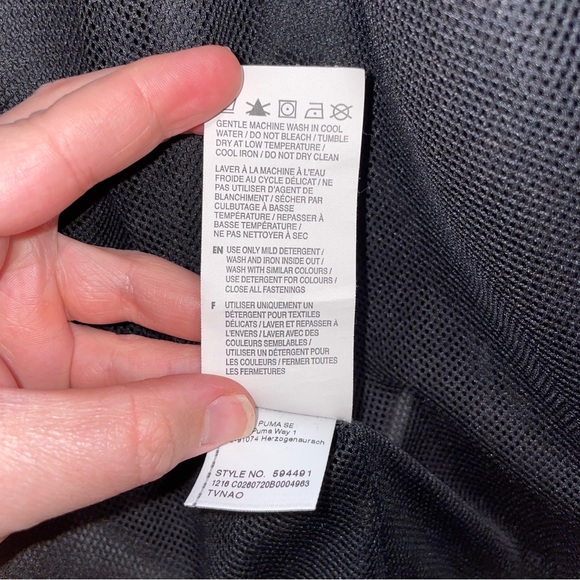 GENTLE MACHINE WASH IN COOL
WATER / DO NOT BLEACH / TUMBLE
DRY AT LOW TEMPERATURE /
COOL IRON / DO NOT DRY CLEAN
LAVER À LA MACHINE À L'EAU
FROIDE AU CYCLE DÉLICAT / NE
PAS UTILISER D'AGENT DE
BLANCHIMENT / SÉCHER PAR
CULBUTAGE À BASSE
TEMPÉRATURE / REPASSER À
BASSE TEMPÉRATURE /
NE PAS NETTOYER À SEC
EN USE ONLY MILD DETERGENT /
WASH AND IRON INSIDE OUT /
WASH WITH SIMILAR COLOURS /
USE DETERGENT FOR COLOURS /
CLOSE ALL FASTENINGS
F UTILISER UNIQUEMENT UN
DÉTERGENT POUR TEXTILES
DÉLICATS / LAVER ET REPASSER À
L'ENVERS / LAVER AVEC DES
COULEURS SEMBLABLES /
UTILISER UN DÉTERGENT POUR
LES COULEURS / FERMER TOUTES
LES FERMETURES
PUMA SE
Puma Way 1
91074 Herzogenaurach
STYLE NO. 594491
1216 C0260720B0004963
TVNAO